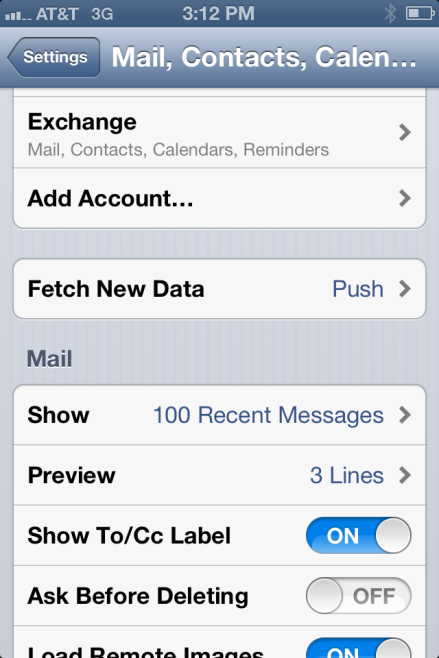 AT&T 3G 3:12 PM
Settings Mail, Contacts, Calen...
Exchange
Mail, Contacts, Calendars, Reminders
Add Account...
Fetch New Data Push
Mail
Show 100 Recent Messages
Preview 3 Lines
Show To/Cc Label ON
Ask Before Deleting OFF
Load Remote Images ON